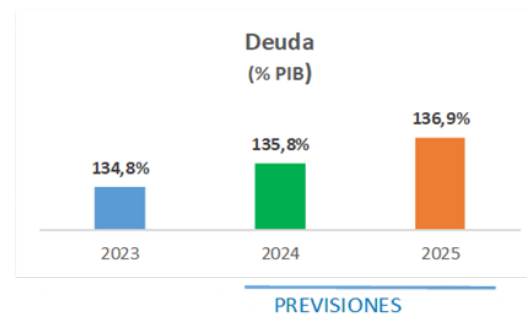 Deuda
(% PIB)
134,8%
135,8%
136,9%
2023
2024
2025
PREVISIONES